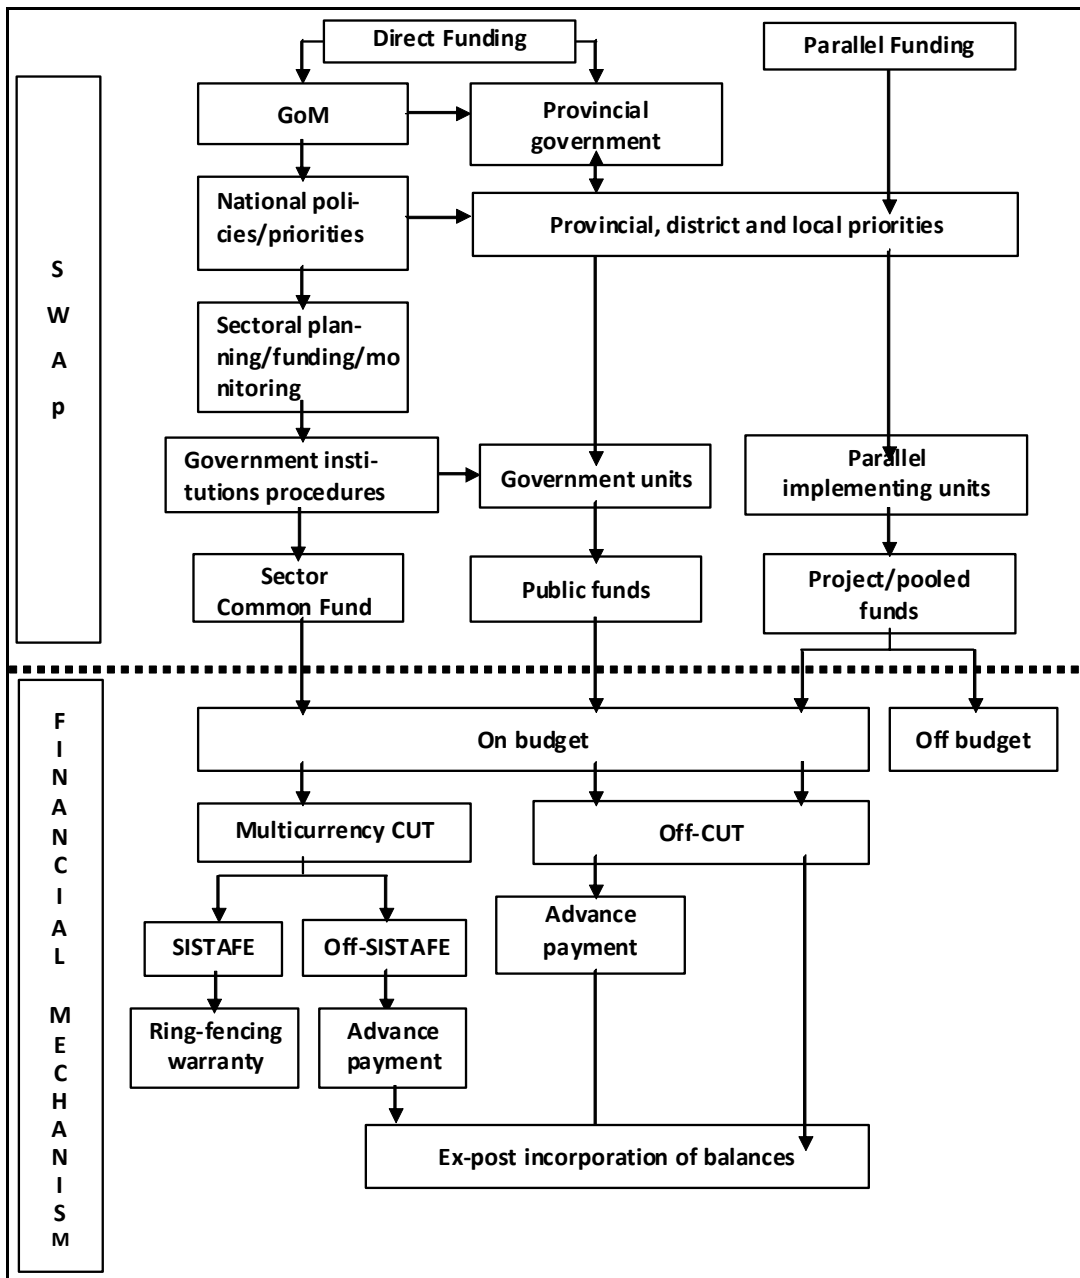 Direct Funding
Parallel Funding
GoM
Provincial
government
National poli-
cies/priorities
Provincial, district and local priorities
S
W
A
p
Sectoral plan-
ning/funding/mo
nitoring
Government insti-
tutions procedures
Government units
Parallel
implementing units
Sector
Common Fund
Public funds
Project/pooled
funds
F
I
N
A
N
C
I
A
L
M
E
C
H
A
N
I
S
M
On budget
Off budget
Multicurrency CUT
Off-CUT
SISTAFE
Off-SISTAFE
Advance
payment
Ring-fencing
warranty
Advance
payment
Ex-post incorporation of balances